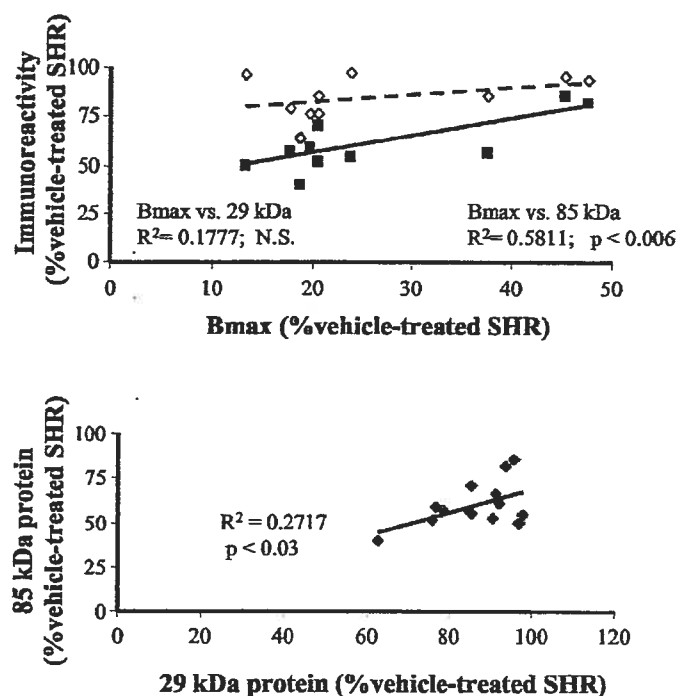 Immunoreactivity
(%vehicle-treated SHR)
100
75
50
25
0
Bmax vs. 29 kDa
R²= 0.1777; N.S.
Bmax vs. 85 kDa
R²= 0.5811; p < 0.006
0 10 20 30 40 50
Bmax (%vehicle-treated SHR)
85 kDa protein
(%vehicle-treated SHR)
100
75
50
25
0
R² = 0.2717
p < 0.03
0 20 40 60 80 100 120
29 kDa protein (%vehicle-treated SHR)